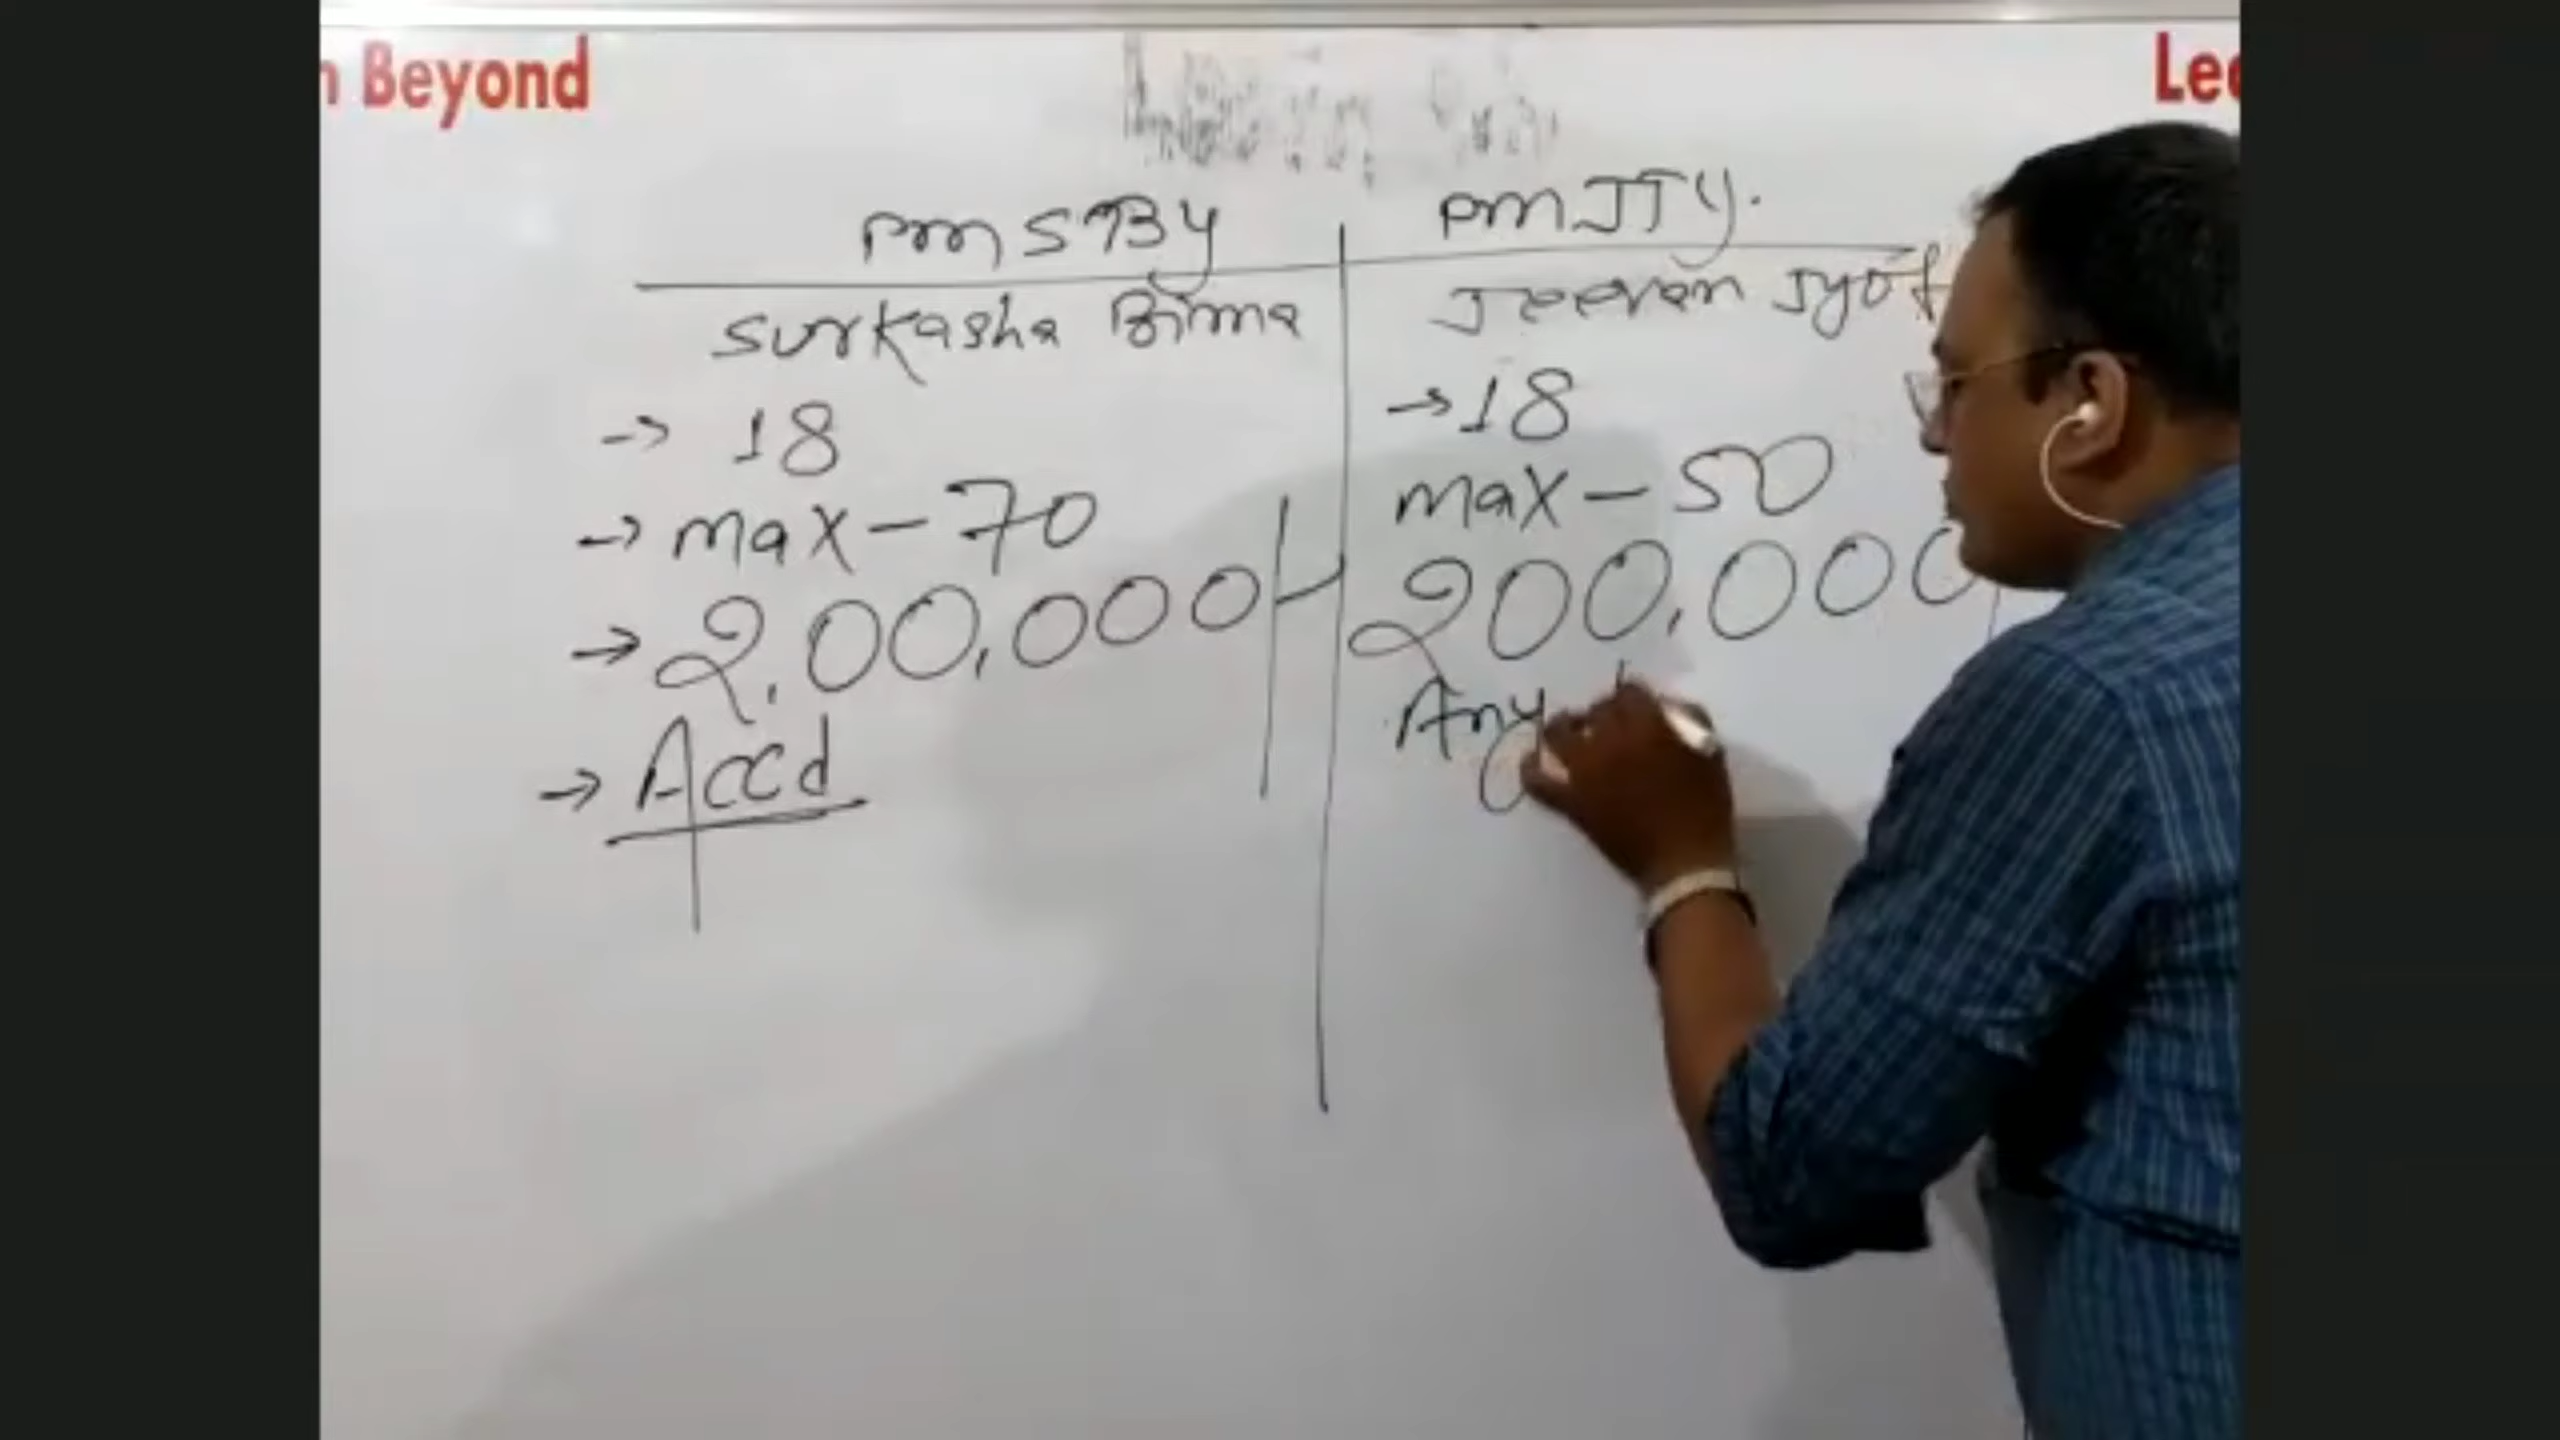 n Beyond
Lea
PMSBY
PMJJY.
Surkasha Bima
Jeevan Jyot
→ 18
→ 18
→ max - 70
max - 50
→ 2,00,000/-
200,000
→ Accd
Any